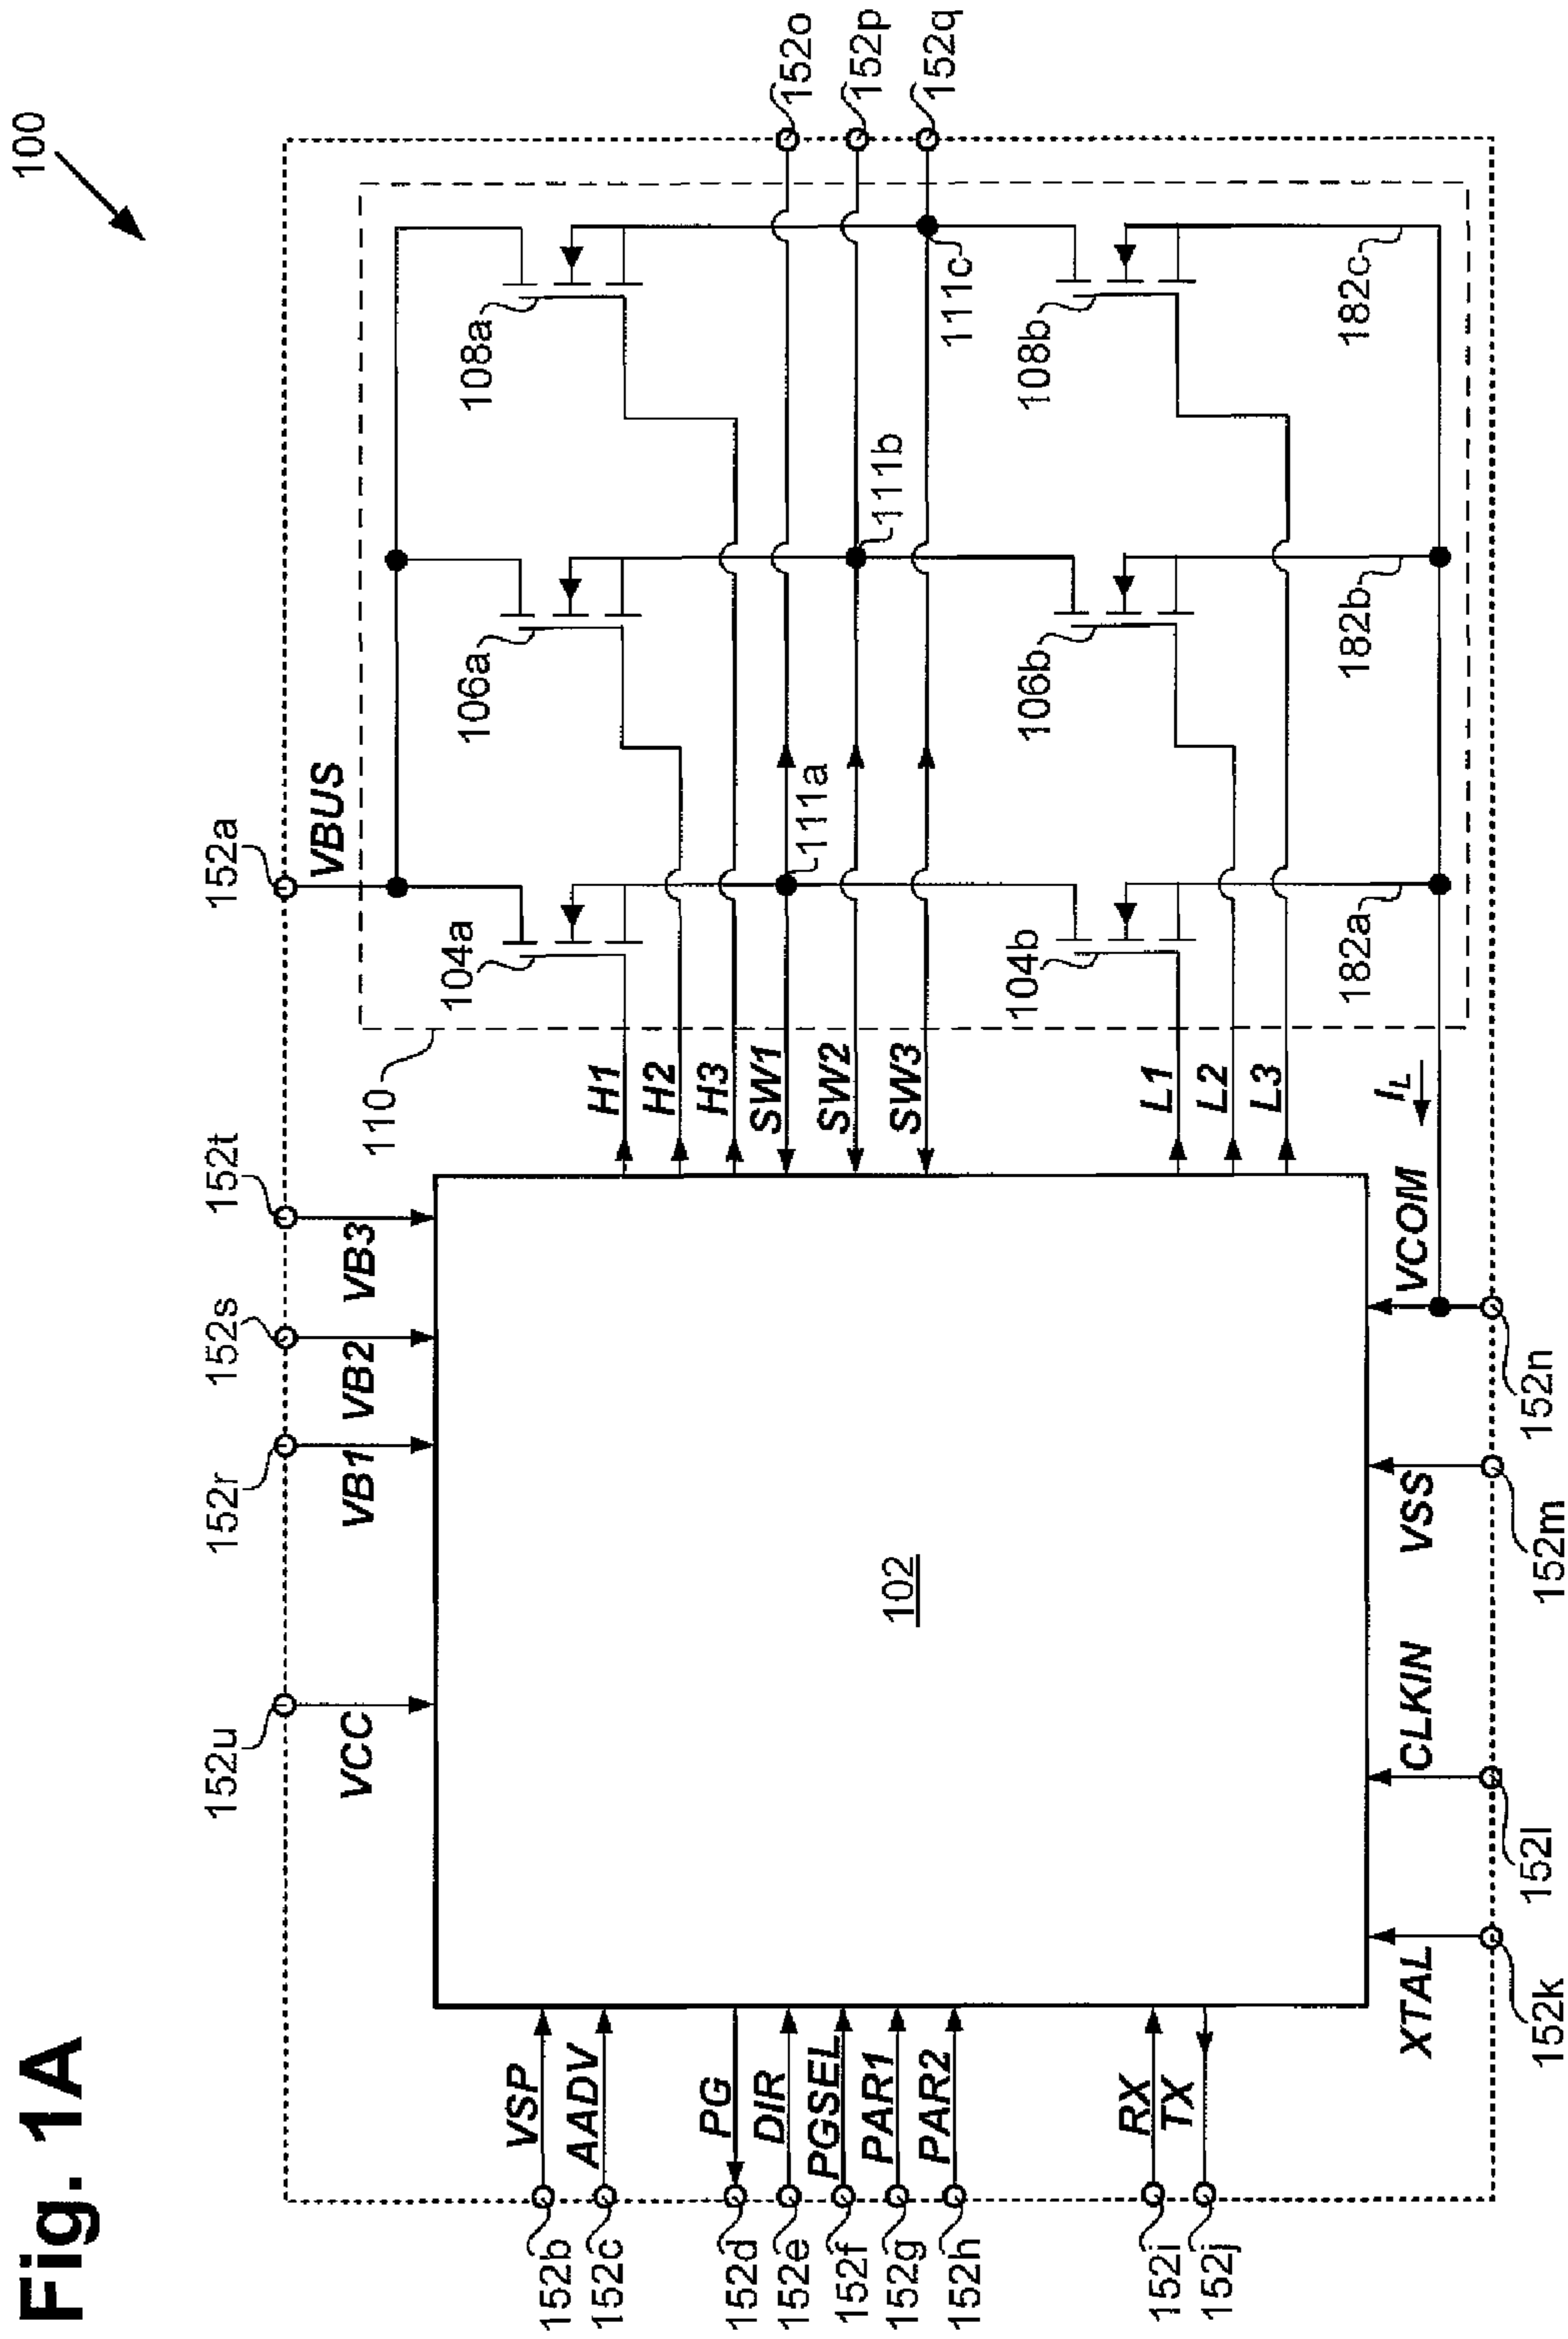 Fig. 1A
100
152u
152r
152s
152t
152a
VCC
VB1
VB2
VB3
VBUS
110
104a
106a
108a
H1
H2
H3
SW1
SW2
SW3
111a
111b
111c
152o
152p
152q
VSP
AADV
PG
DIR
PGSEL
PAR1
PAR2
RX
TX
152b
152c
152d
152e
152f
152g
152h
152i
152j
102
L1
L2
L3
104b
106b
108b
182a
182b
182c
IL
XTAL
CLKIN
VSS
VCOM
152k
152l
152m
152n